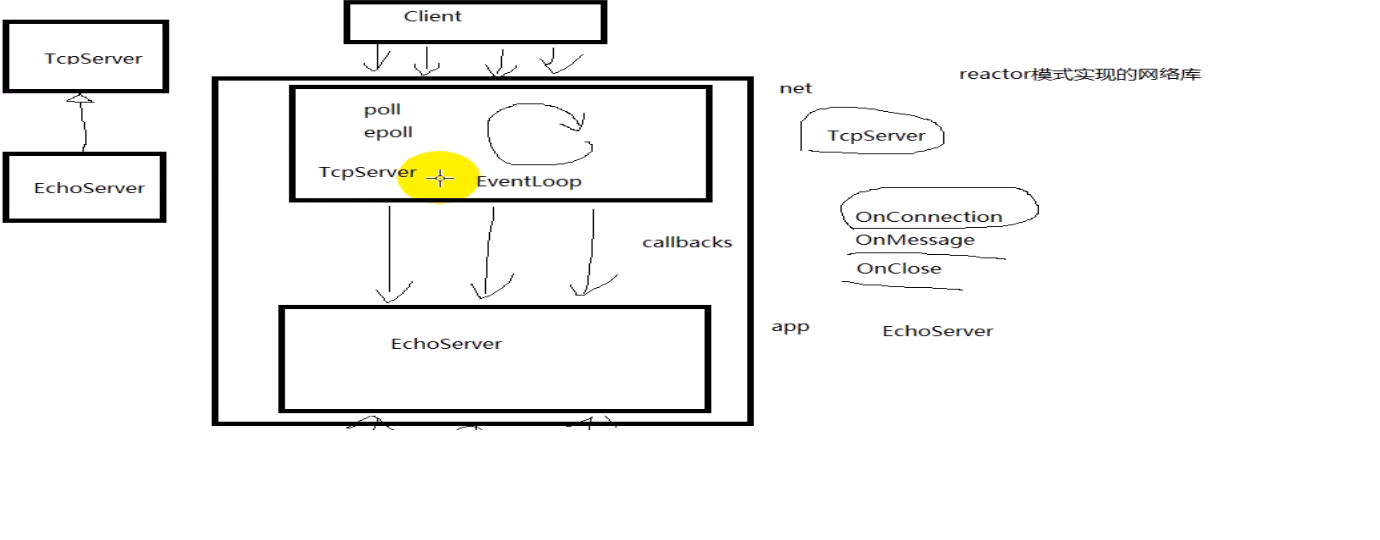 Client
TcpServer
EchoServer
poll
epoll
TcpServer
EventLoop
callbacks
EchoServer
reactor模式实现的网络库
net
TcpServer
OnConnection
OnMessage
OnClose
app
EchoServer